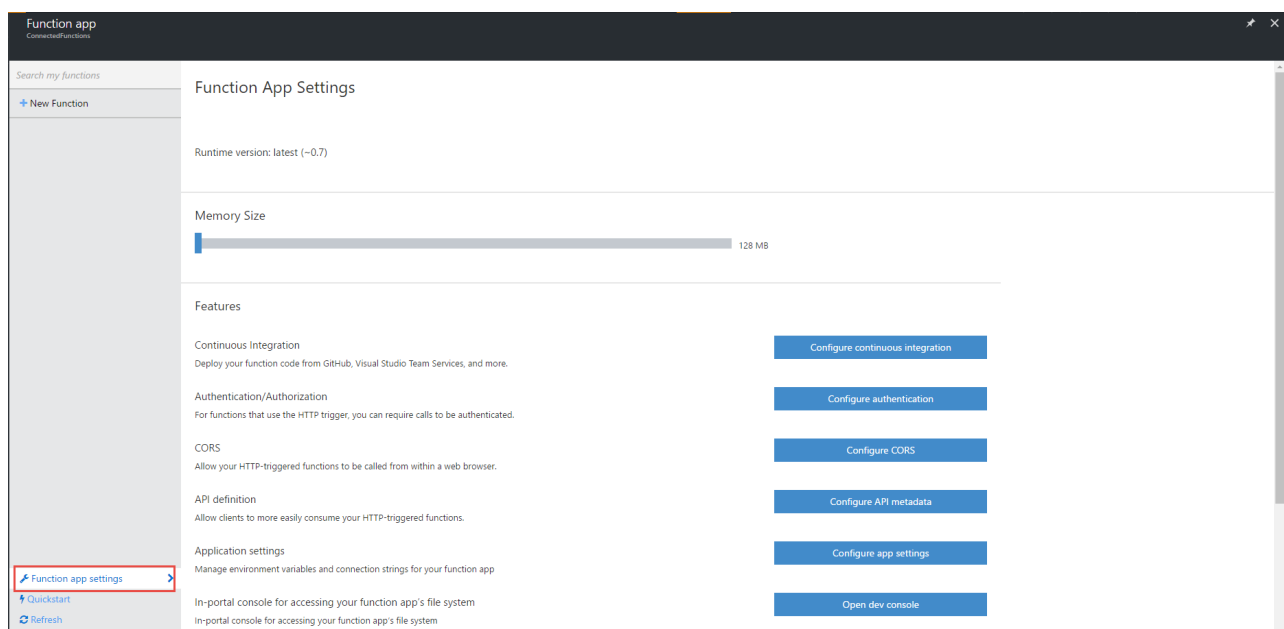 Function app
ConnectedFunctions
Search my functions
New Function
Function App Settings
Runtime version: latest (~0.7)
Memory Size
128 MB
Features
Continuous Integration
Configure continuous integration
Deploy your function code from GitHub, Visual Studio Team Services, and more.
Authentication/Authorization
Configure authentication
For functions that use the HTTP trigger, you can require calls to be authenticated.
CORS
Configure CORS
Allow your HTTP-triggered functions to be called from within a web browser.
API definition
Configure API metadata
Allow clients to more easily consume your HTTP-triggered functions.
Application settings
Configure app settings
Manage environment variables and connection strings for your function app
In-portal console for accessing your function app's file system
Open dev console
In-portal console for accessing your function app's file system
Function app settings
Quickstart
Refresh